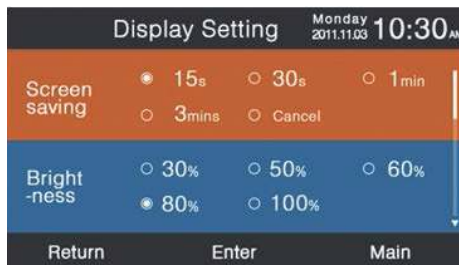 Display Setting
Monday
2011.11.03 10:30 AM
Screen
saving
15s 30s 1min
3mins Cancel
Bright
-ness
30% 50% 60%
80% 100%
Return Enter Main